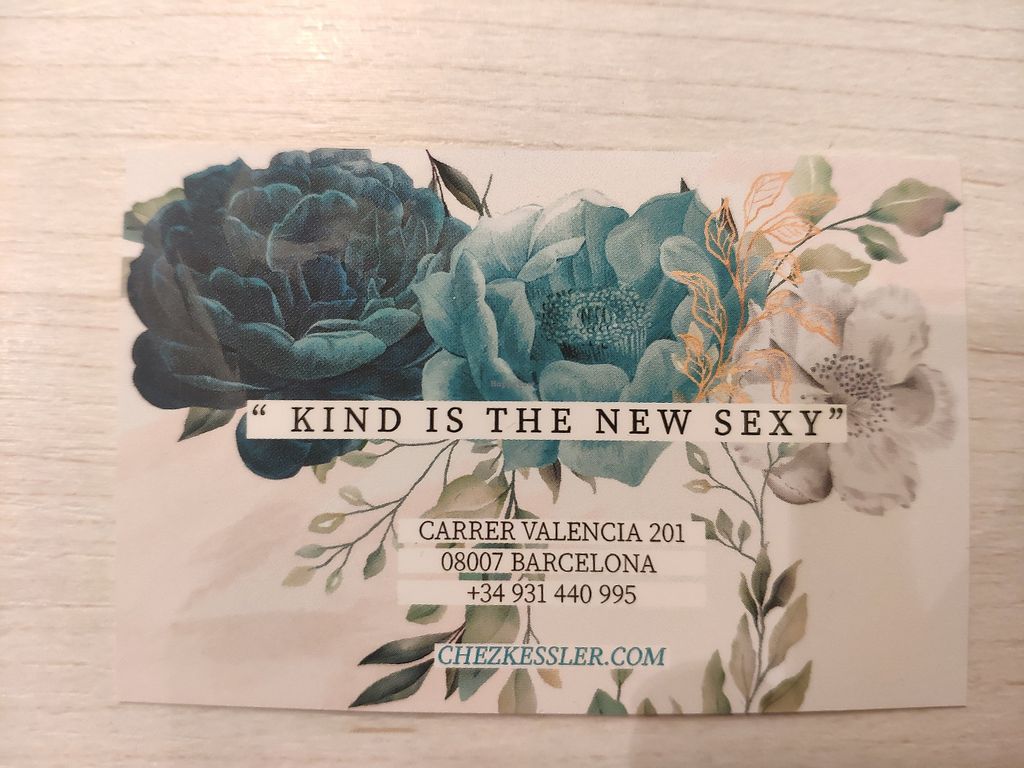 “ KIND IS THE NEW SEXY”
CARRER VALENCIA 201
08007 BARCELONA
+34 931 440 995
CHEZKESSLER.COM